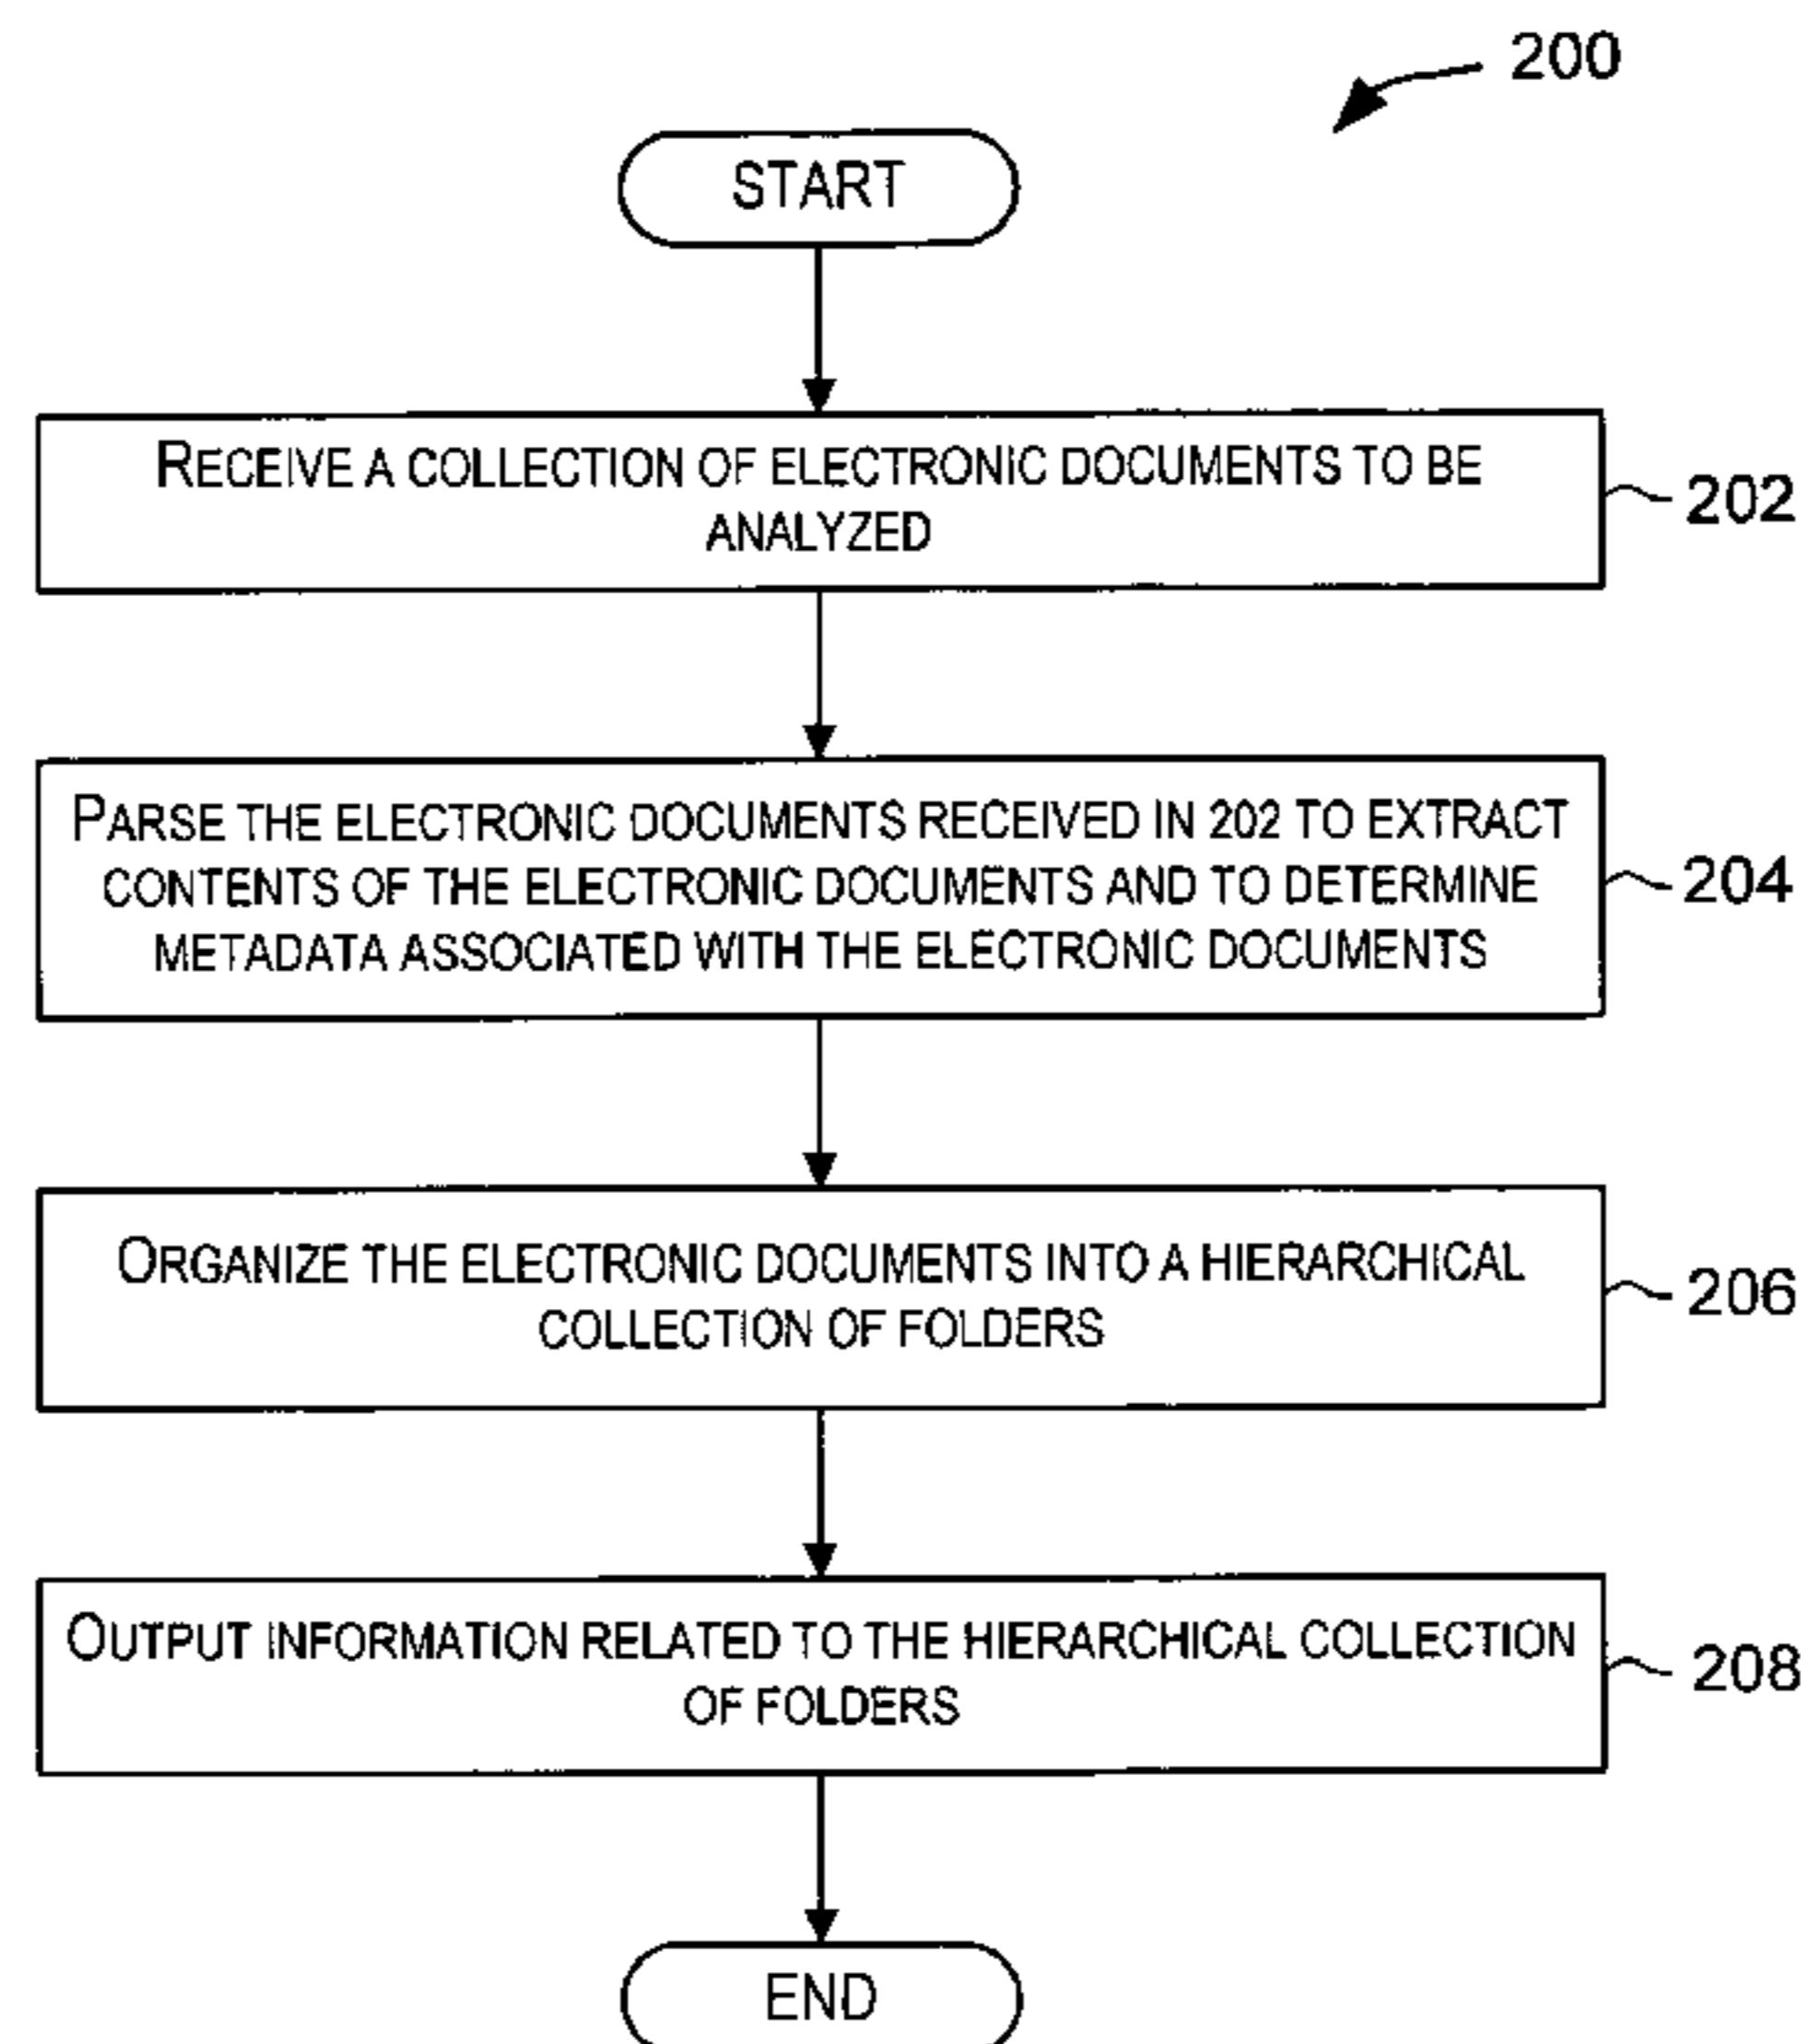 200
START
RECEIVE A COLLECTION OF ELECTRONIC DOCUMENTS TO BE
ANALYZED
202
PARSE THE ELECTRONIC DOCUMENTS RECEIVED IN 202 TO EXTRACT
CONTENTS OF THE ELECTRONIC DOCUMENTS AND TO DETERMINE
METADATA ASSOCIATED WITH THE ELECTRONIC DOCUMENTS
204
ORGANIZE THE ELECTRONIC DOCUMENTS INTO A HIERARCHICAL
COLLECTION OF FOLDERS
206
OUTPUT INFORMATION RELATED TO THE HIERARCHICAL COLLECTION
OF FOLDERS
208
END